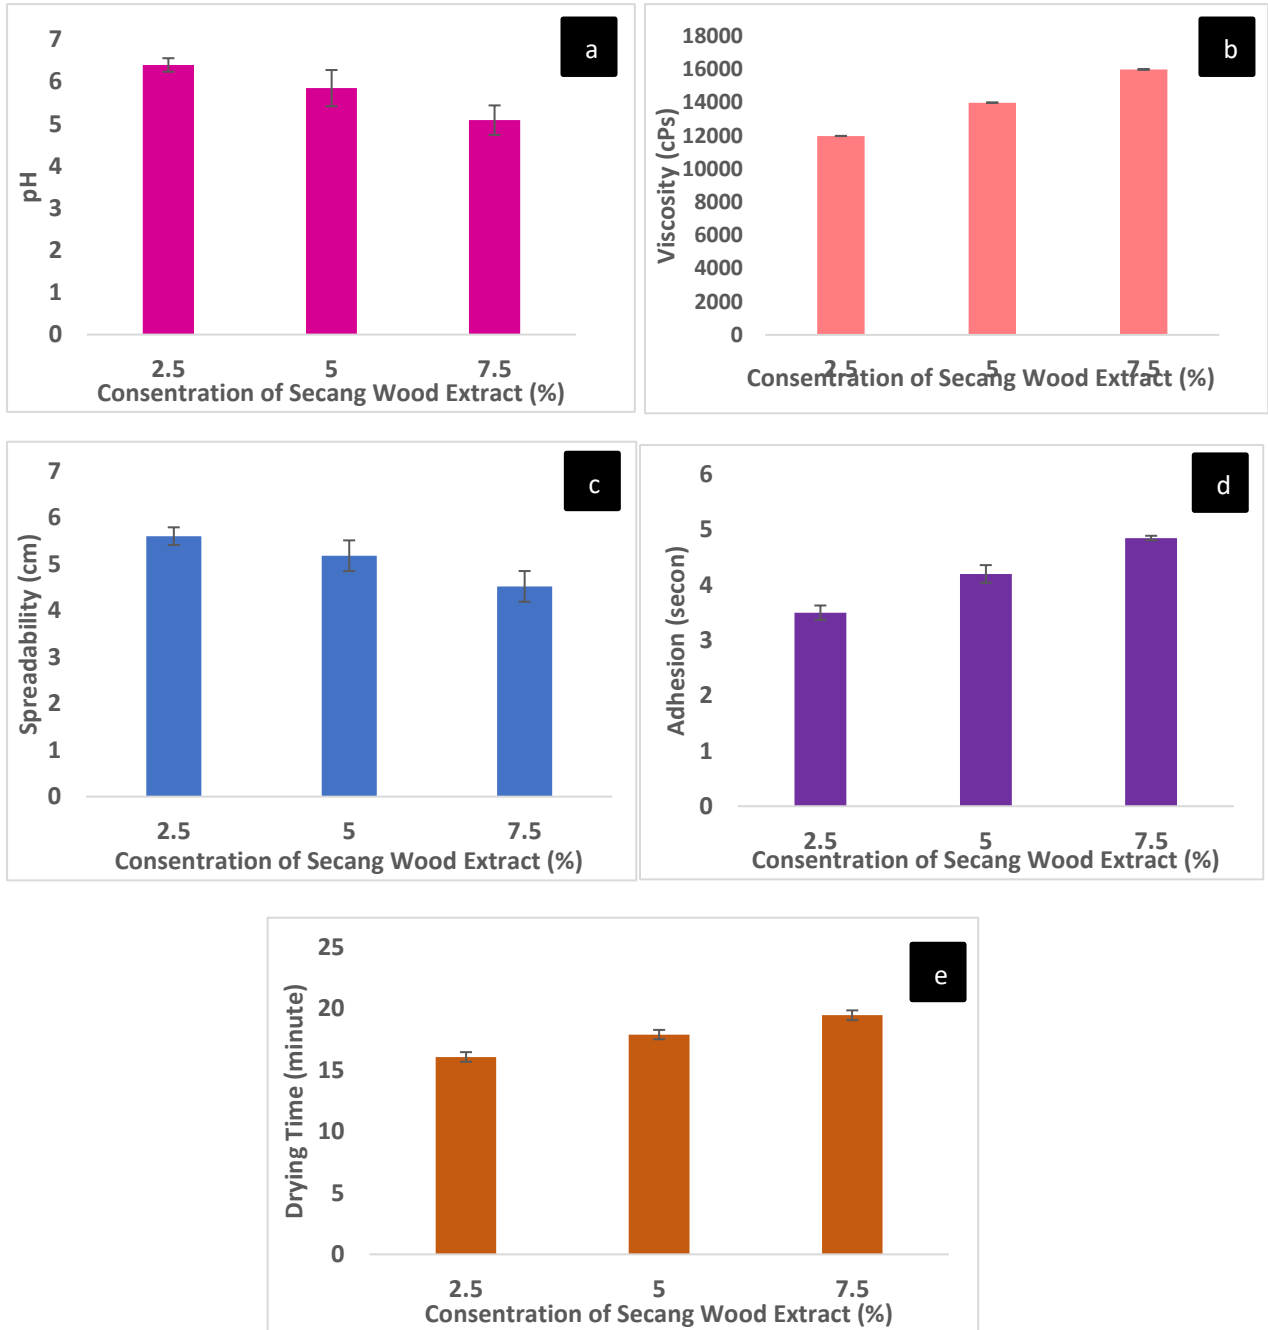 a
7
6
5
4
3
2
1
0
pH
2.5 5 7.5
Consentration of Secang Wood Extract (%)
b
18000
16000
14000
12000
10000
8000
6000
4000
2000
0
Viscosity (cPs)
2.5 5 7.5
Consentration of Secang Wood Extract (%)
c
7
6
5
4
3
2
1
0
Spreadability (cm)
2.5 5 7.5
Consentration of Secang Wood Extract (%)
d
6
5
4
3
2
1
0
Adhesion (secon)
2.5 5 7.5
Consentration of Secang Wood Extract (%)
e
25
20
15
10
5
0
Drying Time (minute)
2.5 5 7.5
Consentration of Secang Wood Extract (%)